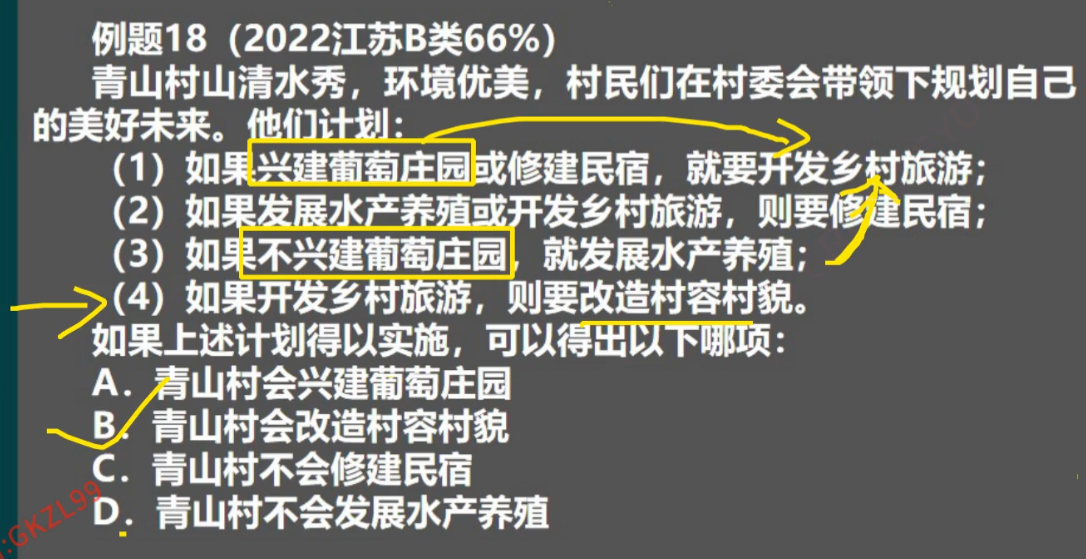 例题18（2022江苏B类66%）
青山村山清水秀，环境优美，村民们在村委会带领下规划自己
的美好未来。他们计划：
（1）如果兴建葡萄庄园或修建民宿，就要开发乡村旅游；
（2）如果发展水产养殖或开发乡村旅游，则要修建民宿；
（3）如果不兴建葡萄庄园，就发展水产养殖；
（4）如果开发乡村旅游，则要改造村容村貌。
如果上述计划得以实施，可以得出以下哪项：
A．青山村会兴建葡萄庄园
B．青山村会改造村容村貌
C．青山村不会修建民宿
D．青山村不会发展水产养殖
:GKZL99